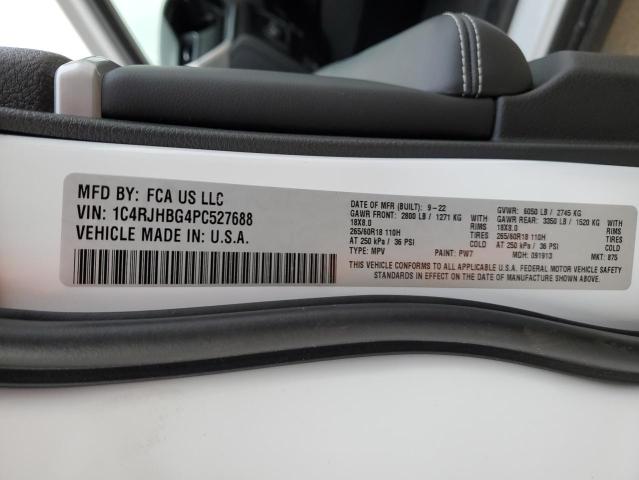 MFD BY: FCA US LLC
VIN: 1C4RJHBG4PC527688
VEHICLE MADE IN: U.S.A.
DATE OF MFR (BUILT): 9-22 GVWR: 6050 LB / 2745 KG
GAWR FRONT: 2800 LB / 1271 KG GAWR REAR: 3350 LB / 1520 KG
18X8.0 RIMS 18X8.0 RIMS
265/60R18 110H TIRES 265/60R18 110H TIRES
AT 250 kPa / 36 PSI COLD AT 250 kPa / 36 PSI COLD
TYPE: MPV PAINT: PW7 MDH: 091913 MKT: 875
THIS VEHICLE CONFORMS TO ALL APPLICABLE U.S.A. FEDERAL MOTOR VEHICLE SAFETY
STANDARDS IN EFFECT ON THE DATE OF MANUFACTURE SHOWN ABOVE.